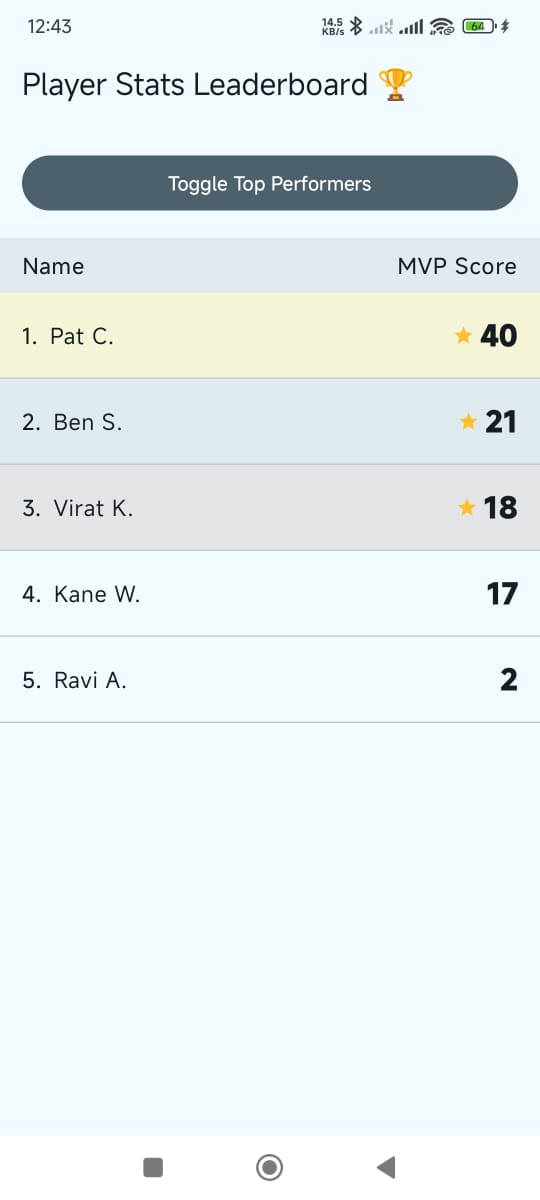 12:43 14.5 KB/s 64
Player Stats Leaderboard
Toggle Top Performers
Name MVP Score
1. Pat C. 40
2. Ben S. 21
3. Virat K. 18
4. Kane W. 17
5. Ravi A. 2